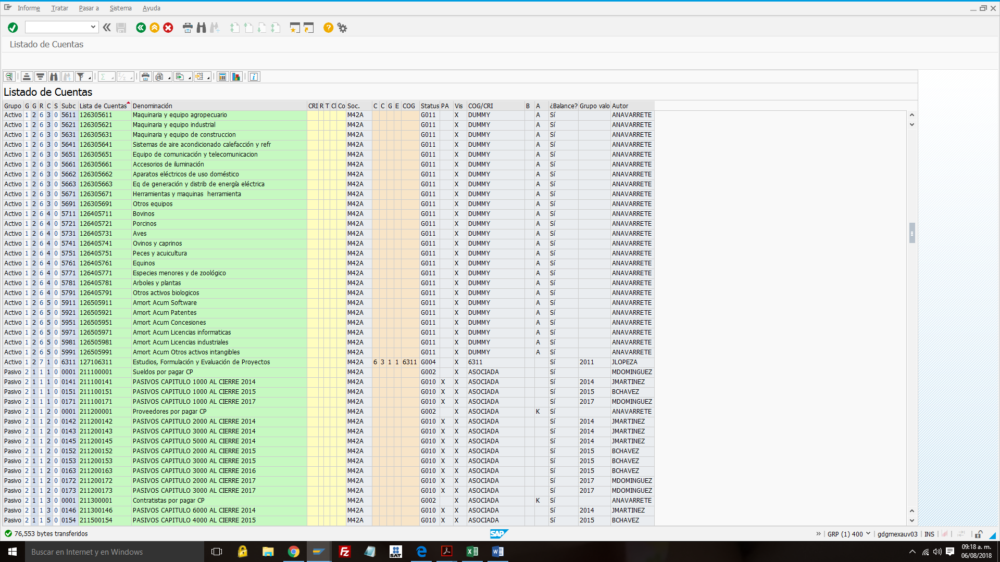 Informe Tratar Pasar a Sistema Ayuda
Listado de Cuentas
Listado de Cuentas
Grupo G G R C S Subc Lista de Cuentas Denominación CRI R T Cl Co Soc. C C G E COG Status PA Vis COG/CRI B A ¿Balance? Grupo valo Autor
Activo 1 2 6 3 0 5611 126305611 Maquinaria y equipo agropecuario M42A G011 X DUMMY A Sí ANAVARRETE
Activo 1 2 6 3 0 5621 126305621 Maquinaria y equipo industrial M42A G011 X DUMMY A Sí ANAVARRETE
Activo 1 2 6 3 0 5631 126305631 Maquinaria y equipo de construccion M42A G011 X DUMMY A Sí ANAVARRETE
Activo 1 2 6 3 0 5641 126305641 Sistemas de aire acondicionado calefacción y refr M42A G011 X DUMMY A Sí ANAVARRETE
Activo 1 2 6 3 0 5651 126305651 Equipo de comunicación y telecomunicacion M42A G011 X DUMMY A Sí ANAVARRETE
Activo 1 2 6 3 0 5661 126305661 Accesorios de iluminación M42A G011 X DUMMY A Sí ANAVARRETE
Activo 1 2 6 3 0 5662 126305662 Aparatos eléctricos de uso doméstico M42A G011 X DUMMY A Sí ANAVARRETE
Activo 1 2 6 3 0 5663 126305663 Eq de generación y distrib de energía eléctrica M42A G011 X DUMMY A Sí ANAVARRETE
Activo 1 2 6 3 0 5671 126305671 Herramientas y maquinas herramienta M42A G011 X DUMMY A Sí ANAVARRETE
Activo 1 2 6 3 0 5691 126305691 Otros equipos M42A G011 X DUMMY A Sí ANAVARRETE
Activo 1 2 6 4 0 5711 126405711 Bovinos M42A G011 X DUMMY A Sí ANAVARRETE
Activo 1 2 6 4 0 5721 126405721 Porcinos M42A G011 X DUMMY A Sí ANAVARRETE
Activo 1 2 6 4 0 5731 126405731 Aves M42A G011 X DUMMY A Sí ANAVARRETE
Activo 1 2 6 4 0 5741 126405741 Ovinos y caprinos M42A G011 X DUMMY A Sí ANAVARRETE
Activo 1 2 6 4 0 5751 126405751 Peces y acuicultura M42A G011 X DUMMY A Sí ANAVARRETE
Activo 1 2 6 4 0 5761 126405761 Equinos M42A G011 X DUMMY A Sí ANAVARRETE
Activo 1 2 6 4 0 5771 126405771 Especies menores y de zoológico M42A G011 X DUMMY A Sí ANAVARRETE
Activo 1 2 6 4 0 5781 126405781 Arboles y plantas M42A G011 X DUMMY A Sí ANAVARRETE
Activo 1 2 6 4 0 5791 126405791 Otros activos biologicos M42A G011 X DUMMY A Sí ANAVARRETE
Activo 1 2 6 5 0 5911 126505911 Amort Acum Software M42A G011 X DUMMY A Sí ANAVARRETE
Activo 1 2 6 5 0 5921 126505921 Amort Acum Patentes M42A G011 X DUMMY A Sí ANAVARRETE
Activo 1 2 6 5 0 5951 126505951 Amort Acum Concesiones M42A G011 X DUMMY A Sí ANAVARRETE
Activo 1 2 6 5 0 5971 126505971 Amort Acum Licencias informaticas M42A G011 X DUMMY A Sí ANAVARRETE
Activo 1 2 6 5 0 5981 126505981 Amort Acum Licencias industriales M42A G011 X DUMMY A Sí ANAVARRETE
Activo 1 2 6 5 0 5991 126505991 Amort Acum Otros activos intangibles M42A G011 X DUMMY A Sí ANAVARRETE
Activo 1 2 7 1 0 6311 127106311 Estudios, Formulación y Evaluación de Proyectos M42A 6 3 1 1 6311 G004 X 6311 Sí 2011 JLOPEZA
Pasivo 2 1 1 1 0 0001 211100001 Sueldos por pagar CP M42A G002 X ASOCIADA Sí MDOMINGUEZ
Pasivo 2 1 1 1 0 0141 211100141 PASIVOS CAPITULO 1000 AL CIERRE 2014 M42A G010 X X ASOCIADA Sí 2014 JMARTINEZ
Pasivo 2 1 1 1 0 0151 211100151 PASIVOS CAPITULO 1000 AL CIERRE 2015 M42A G010 X X ASOCIADA Sí 2015 BCHAVEZ
Pasivo 2 1 1 1 0 0171 211100171 PASIVOS CAPITULO 1000 AL CIERRE 2017 M42A G010 X X ASOCIADA Sí 2017 MDOMINGUEZ
Pasivo 2 1 1 2 0 0001 211200001 Proveedores por pagar CP M42A G002 X ASOCIADA K Sí ANAVARRETE
Pasivo 2 1 1 2 0 0142 211200142 PASIVOS CAPITULO 2000 AL CIERRE 2014 M42A G010 X X ASOCIADA Sí 2014 JMARTINEZ
Pasivo 2 1 1 2 0 0143 211200143 PASIVOS CAPITULO 3000 AL CIERRE 2014 M42A G010 X X ASOCIADA Sí 2014 JMARTINEZ
Pasivo 2 1 1 2 0 0145 211200145 PASIVOS CAPITULO 5000 AL CIERRE 2014 M42A G010 X X ASOCIADA Sí 2014 JMARTINEZ
Pasivo 2 1 1 2 0 0152 211200152 PASIVOS CAPITULO 2000 AL CIERRE 2015 M42A G010 X X ASOCIADA Sí 2015 BCHAVEZ
Pasivo 2 1 1 2 0 0153 211200153 PASIVOS CAPITULO 3000 AL CIERRE 2015 M42A G010 X X ASOCIADA Sí 2015 BCHAVEZ
Pasivo 2 1 1 2 0 0163 211200163 PASIVOS CAPITULO 3000 AL CIERRE 2016 M42A G010 X X ASOCIADA Sí 2015 BCHAVEZ
Pasivo 2 1 1 2 0 0172 211200172 PASIVOS CAPITULO 2000 AL CIERRE 2017 M42A G010 X X ASOCIADA Sí 2017 MDOMINGUEZ
Pasivo 2 1 1 2 0 0173 211200173 PASIVOS CAPITULO 3000 AL CIERRE 2017 M42A G010 X X ASOCIADA Sí 2017 MDOMINGUEZ
Pasivo 2 1 1 3 0 0001 211300001 Contratistas por pagar CP M42A G002 X ASOCIADA K Sí ANAVARRETE
Pasivo 2 1 1 3 0 0146 211300146 PASIVOS CAPITULO 6000 AL CIERRE 2014 M42A G010 X X ASOCIADA Sí 2014 JMARTINEZ
Pasivo 2 1 1 5 0 0154 211500154 PASIVOS CAPITULO 4000 AL CIERRE 2015 M42A G010 X X ASOCIADA Sí 2015 BCHAVEZ
76,553 bytes transferidos SAP GRP (1) 400 gdgmexauv03 INS
Buscar en Internet y en Windows SAT 09:18 a. m.
06/08/2018